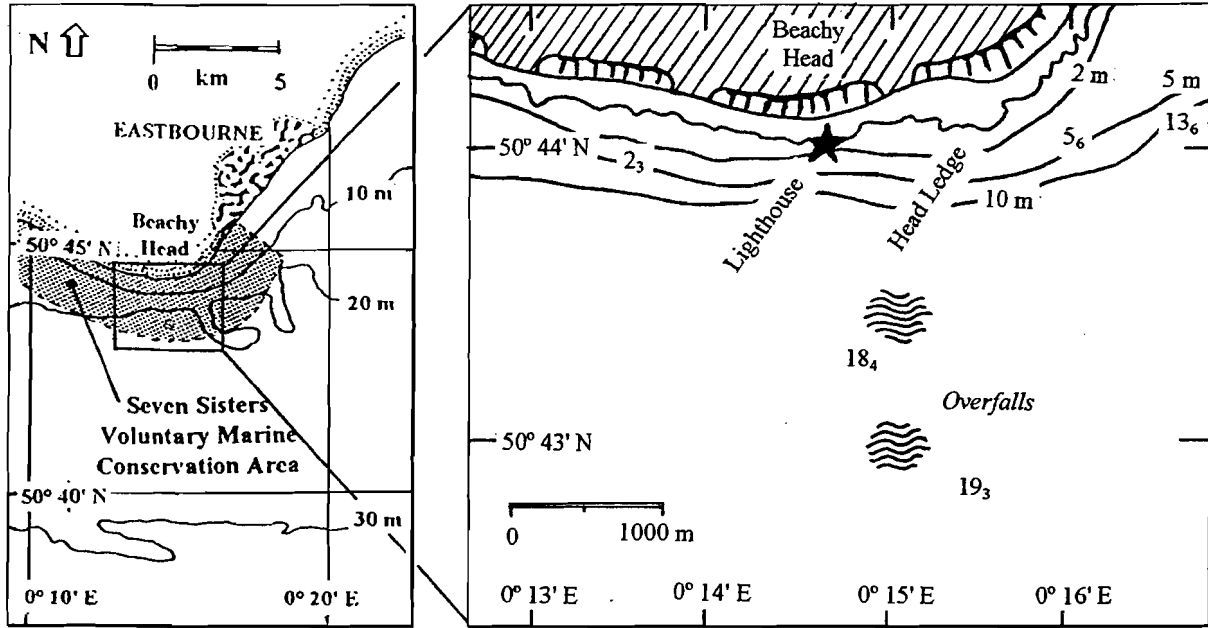 N
0
5
km
EASTBOURNE
10 m
Beachy
Head
50° 45' N
20 m
Seven Sisters
Voluntary Marine
Conservation Area
50° 40' N
30 m
0° 10' E
0° 20' E
Beachy
Head
2 m
5 m
13₆
5₆
50° 44' N
2₃
10 m
Lighthouse
Head Ledge
18₄
Overfalls
50° 43' N
19₃
0
1000 m
0° 13' E
0° 14' E
0° 15' E
0° 16' E